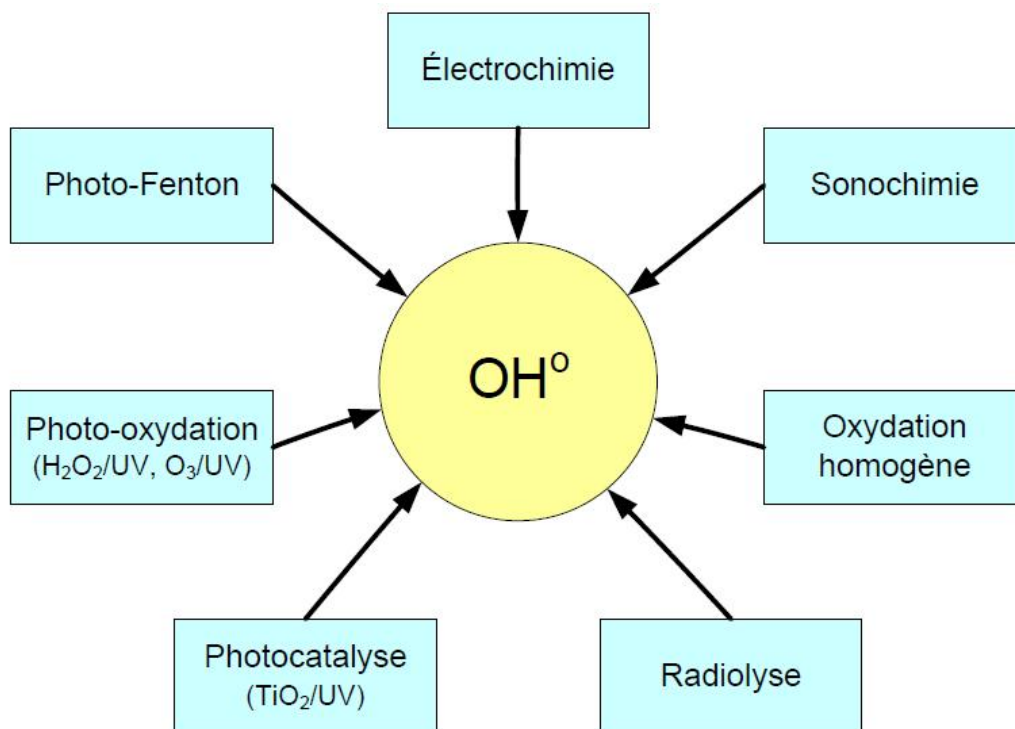 Électrochimie
Photo-Fenton
Sonochimie
OH°
Photo-oxydation
(H₂O₂/UV, O₃/UV)
Oxydation
homogène
Photocatalyse
(TiO₂/UV)
Radiolyse